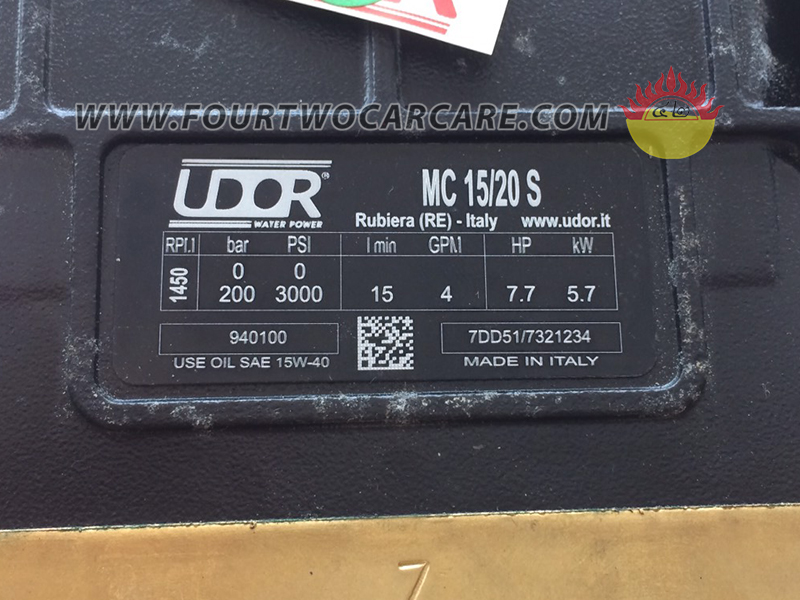 WWW.FOURTWOCARCARE.COM
UDOR®
WATER POWER
MC 15/20 S
Rubiera (RE) - Italy www.udor.it
RPM bar PSI l min GPM HP kW
1450
0 0
200 3000 15 4 7.7 5.7
940100
7DD51/7321234
USE OIL SAE 15W-40
MADE IN ITALY
7